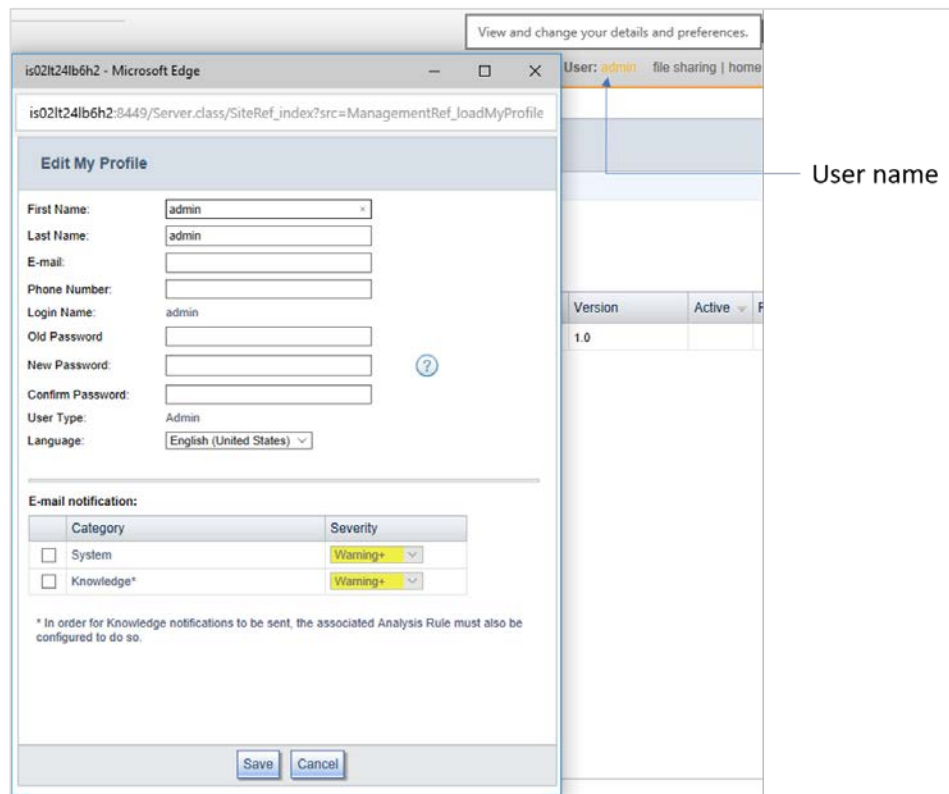 View and change your details and preferences.
is02lt24lb6h2 - Microsoft Edge
User: admin file sharing | home
is02lt24lb6h2:8449/Server.class/SiteRef_index?src=ManagementRef_loadMyProfile
Edit My Profile
User name
First Name: admin
Last Name: admin
E-mail:
Phone Number:
Login Name: admin
Old Password
New Password:
Confirm Password:
User Type: Admin
Language: English (United States)
Version Active
1.0
E-mail notification:
Category Severity
System Warning+
Knowledge* Warning+
* In order for Knowledge notifications to be sent, the associated Analysis Rule must also be
configured to do so.
Save Cancel